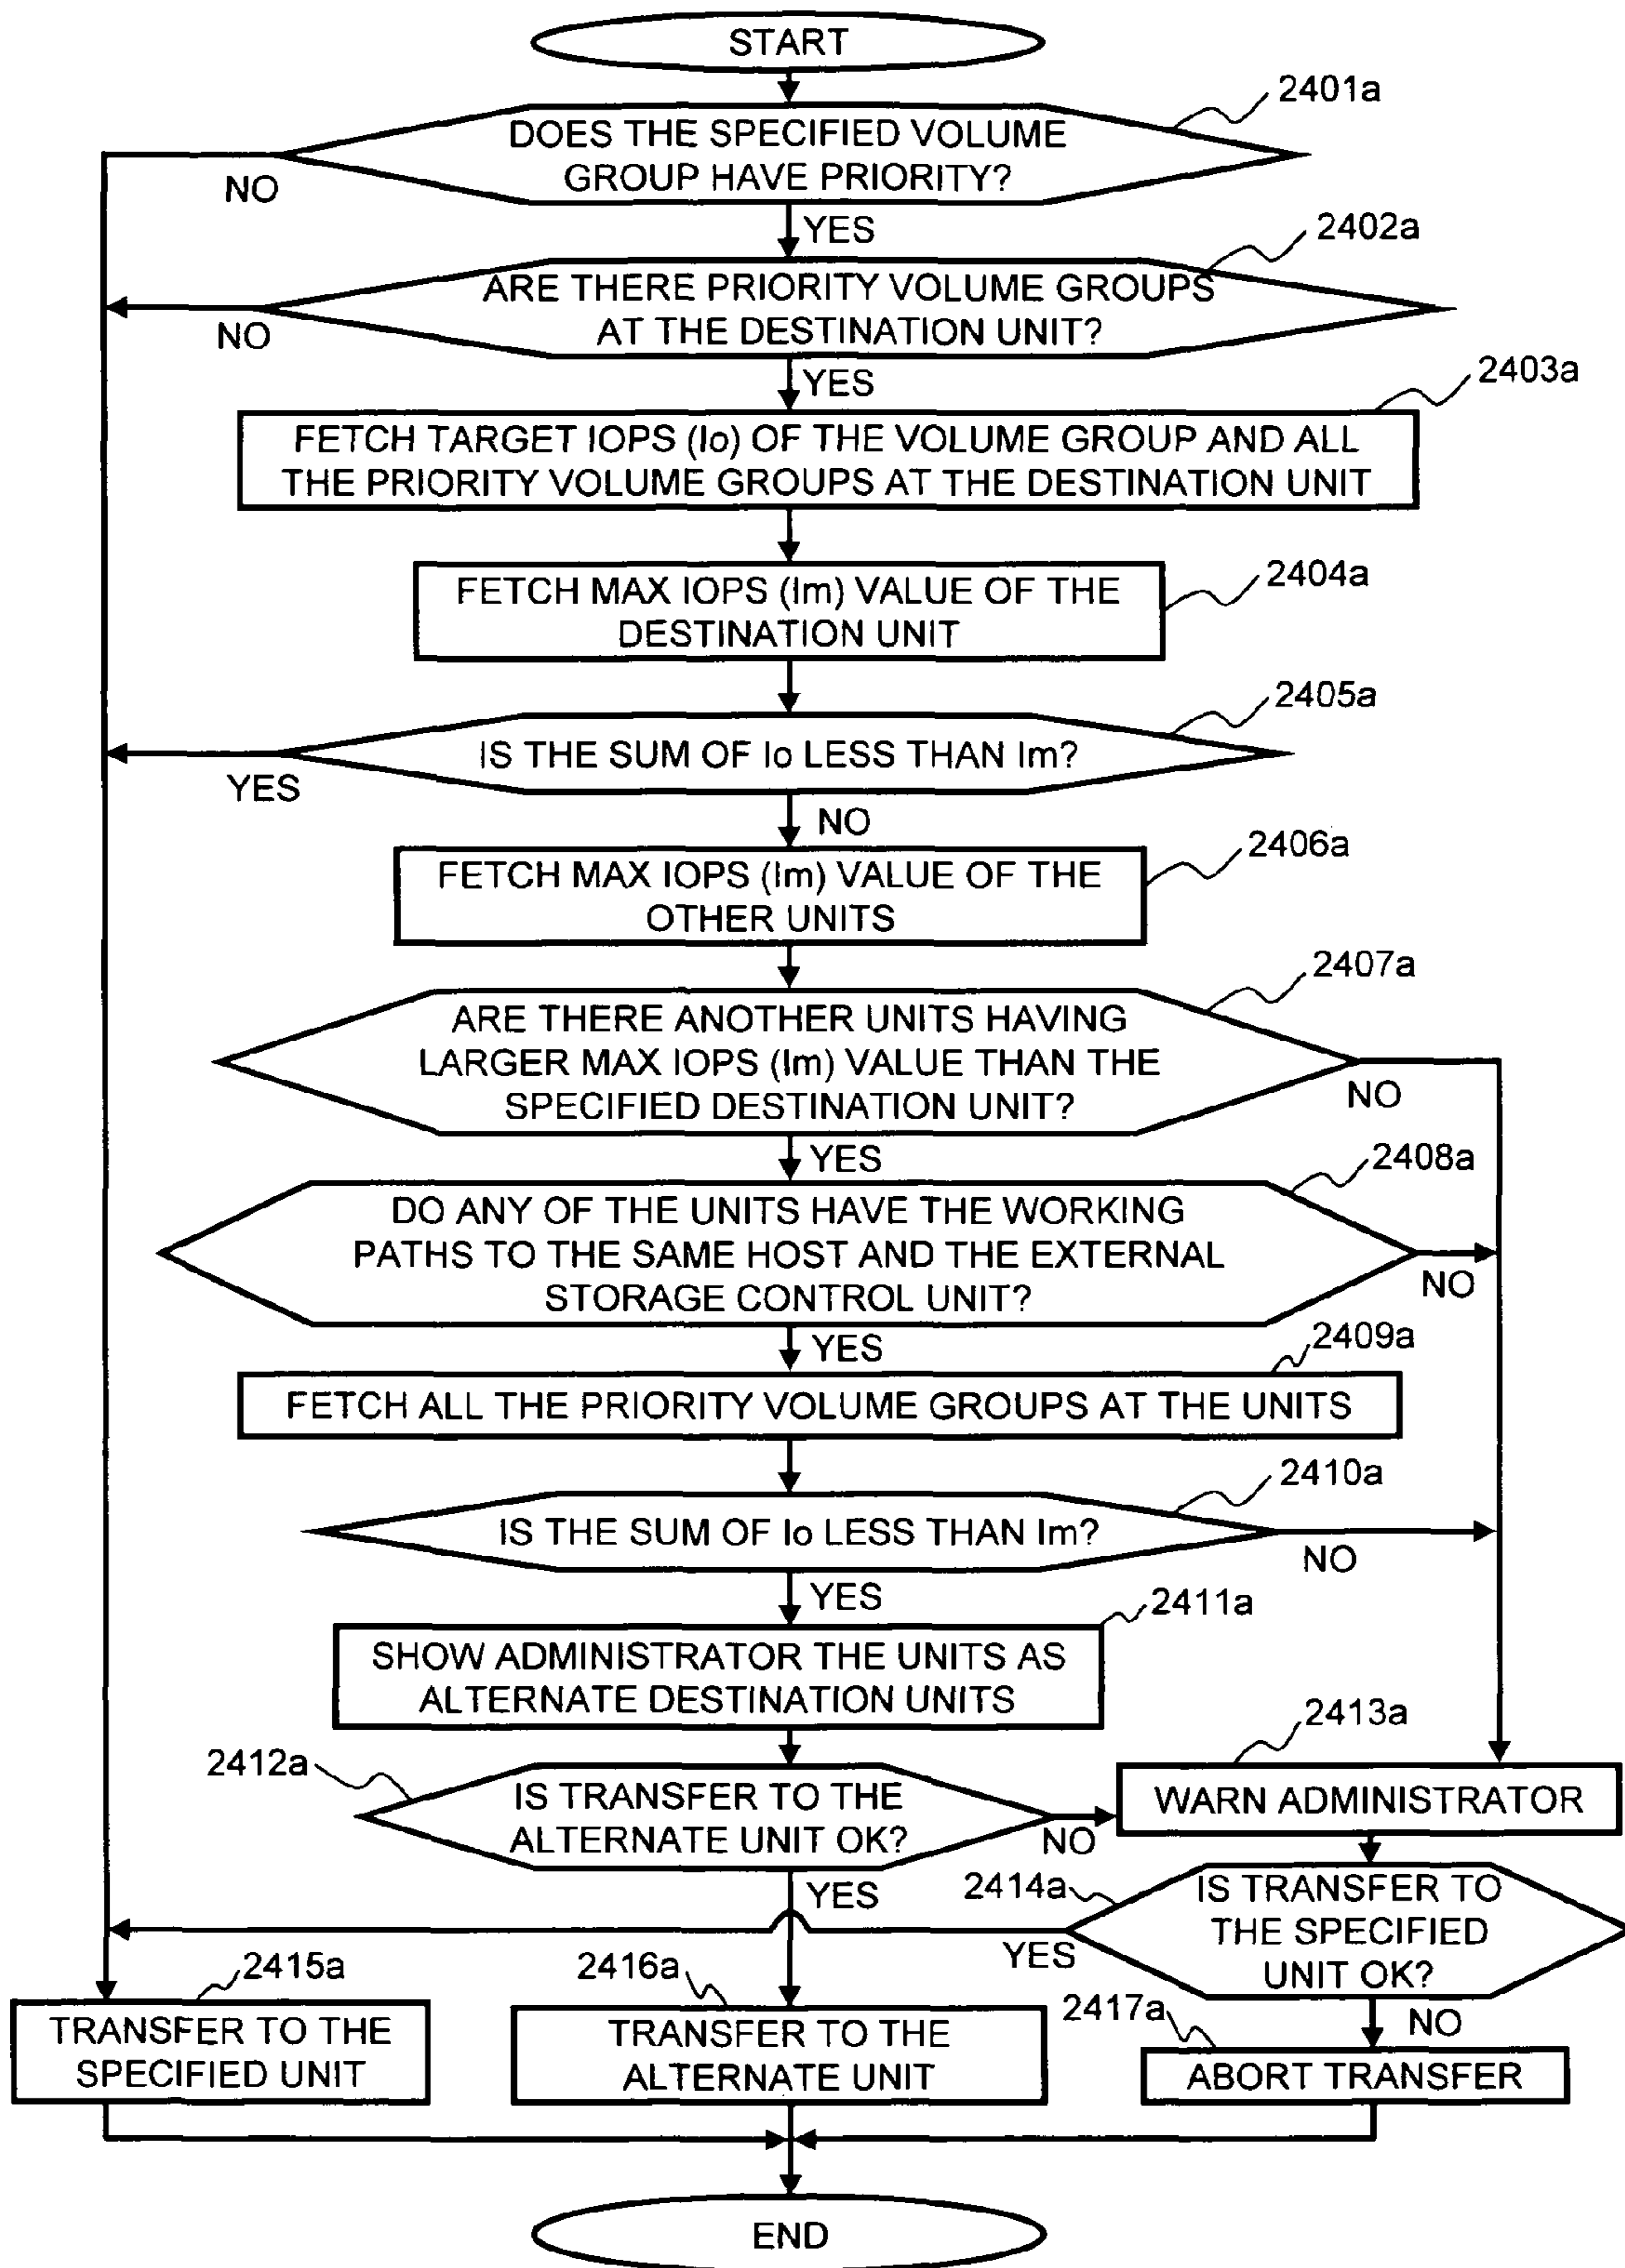 START
2401a
DOES THE SPECIFIED VOLUME
GROUP HAVE PRIORITY?
NO
YES
2402a
ARE THERE PRIORITY VOLUME GROUPS
AT THE DESTINATION UNIT?
NO
YES
2403a
FETCH TARGET IOPS (Io) OF THE VOLUME GROUP AND ALL
THE PRIORITY VOLUME GROUPS AT THE DESTINATION UNIT
2404a
FETCH MAX IOPS (Im) VALUE OF THE
DESTINATION UNIT
2405a
IS THE SUM OF Io LESS THAN Im?
YES
NO
2406a
FETCH MAX IOPS (Im) VALUE OF THE
OTHER UNITS
2407a
ARE THERE ANOTHER UNITS HAVING
LARGER MAX IOPS (Im) VALUE THAN THE
SPECIFIED DESTINATION UNIT?
NO
YES
2408a
DO ANY OF THE UNITS HAVE THE WORKING
PATHS TO THE SAME HOST AND THE EXTERNAL
STORAGE CONTROL UNIT?
NO
YES
2409a
FETCH ALL THE PRIORITY VOLUME GROUPS AT THE UNITS
2410a
IS THE SUM OF Io LESS THAN Im?
NO
YES
2411a
SHOW ADMINISTRATOR THE UNITS AS
ALTERNATE DESTINATION UNITS
2412a
IS TRANSFER TO THE
ALTERNATE UNIT OK?
NO
YES
2413a
WARN ADMINISTRATOR
2414a
IS TRANSFER TO
THE SPECIFIED
UNIT OK?
YES
NO
2415a
TRANSFER TO THE
SPECIFIED UNIT
2416a
TRANSFER TO THE
ALTERNATE UNIT
2417a
ABORT TRANSFER
END